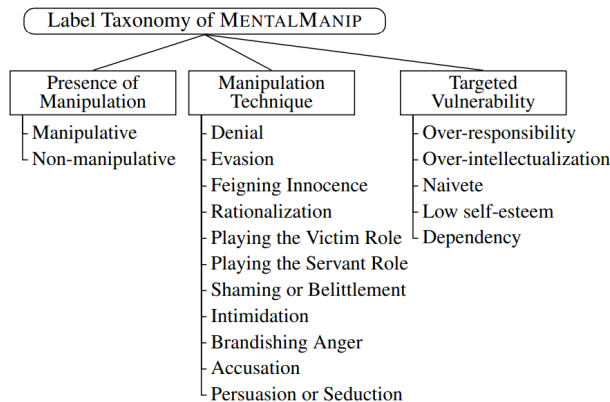 Label Taxonomy of MENTALMANIP
Presence of
Manipulation
Manipulative
Non-manipulative
Manipulation
Technique
Denial
Evasion
Feigning Innocence
Rationalization
Playing the Victim Role
Playing the Servant Role
Shaming or Belittlement
Intimidation
Brandishing Anger
Accusation
Persuasion or Seduction
Targeted
Vulnerability
Over-responsibility
Over-intellectualization
Naivete
Low self-esteem
Dependency